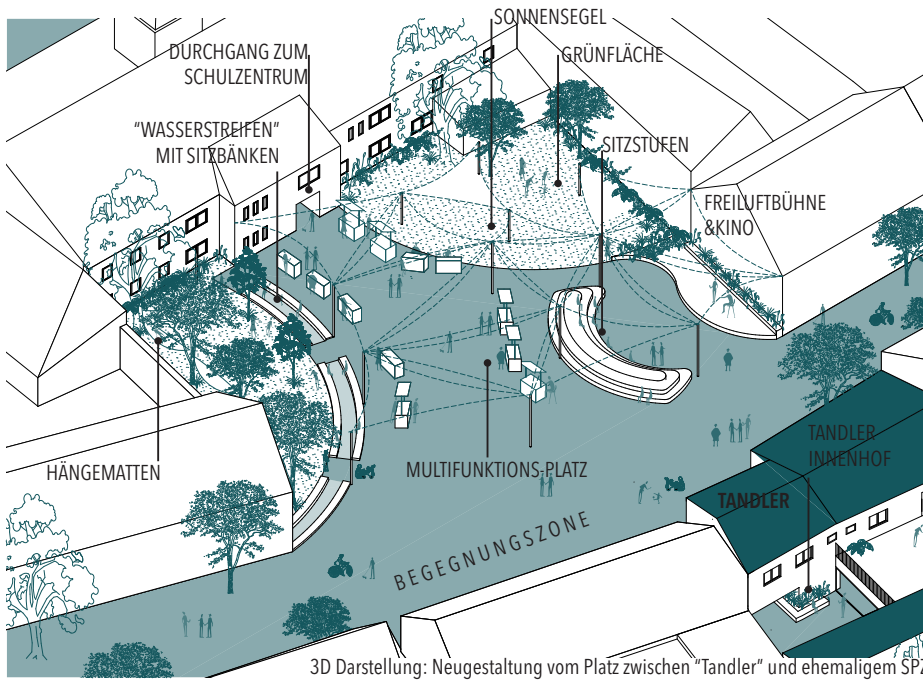 SONNENSEGEL
DURCHGANG ZUM
SCHULZENTRUM
GRÜNFLÄCHE
"WASSERSTREIFEN"
MIT SITZBÄNKEN
SITZSTUFEN
FREILUFTBÜHNE
&KINO
HÄNGEMATTEN
MULTIFUNKTIONS-PLATZ
TANDLER
INNENHOF
TANDLER
BEGEGNUNGSZONE
3D Darstellung: Neugestaltung vom Platz zwischen "Tandler" und ehemaligem